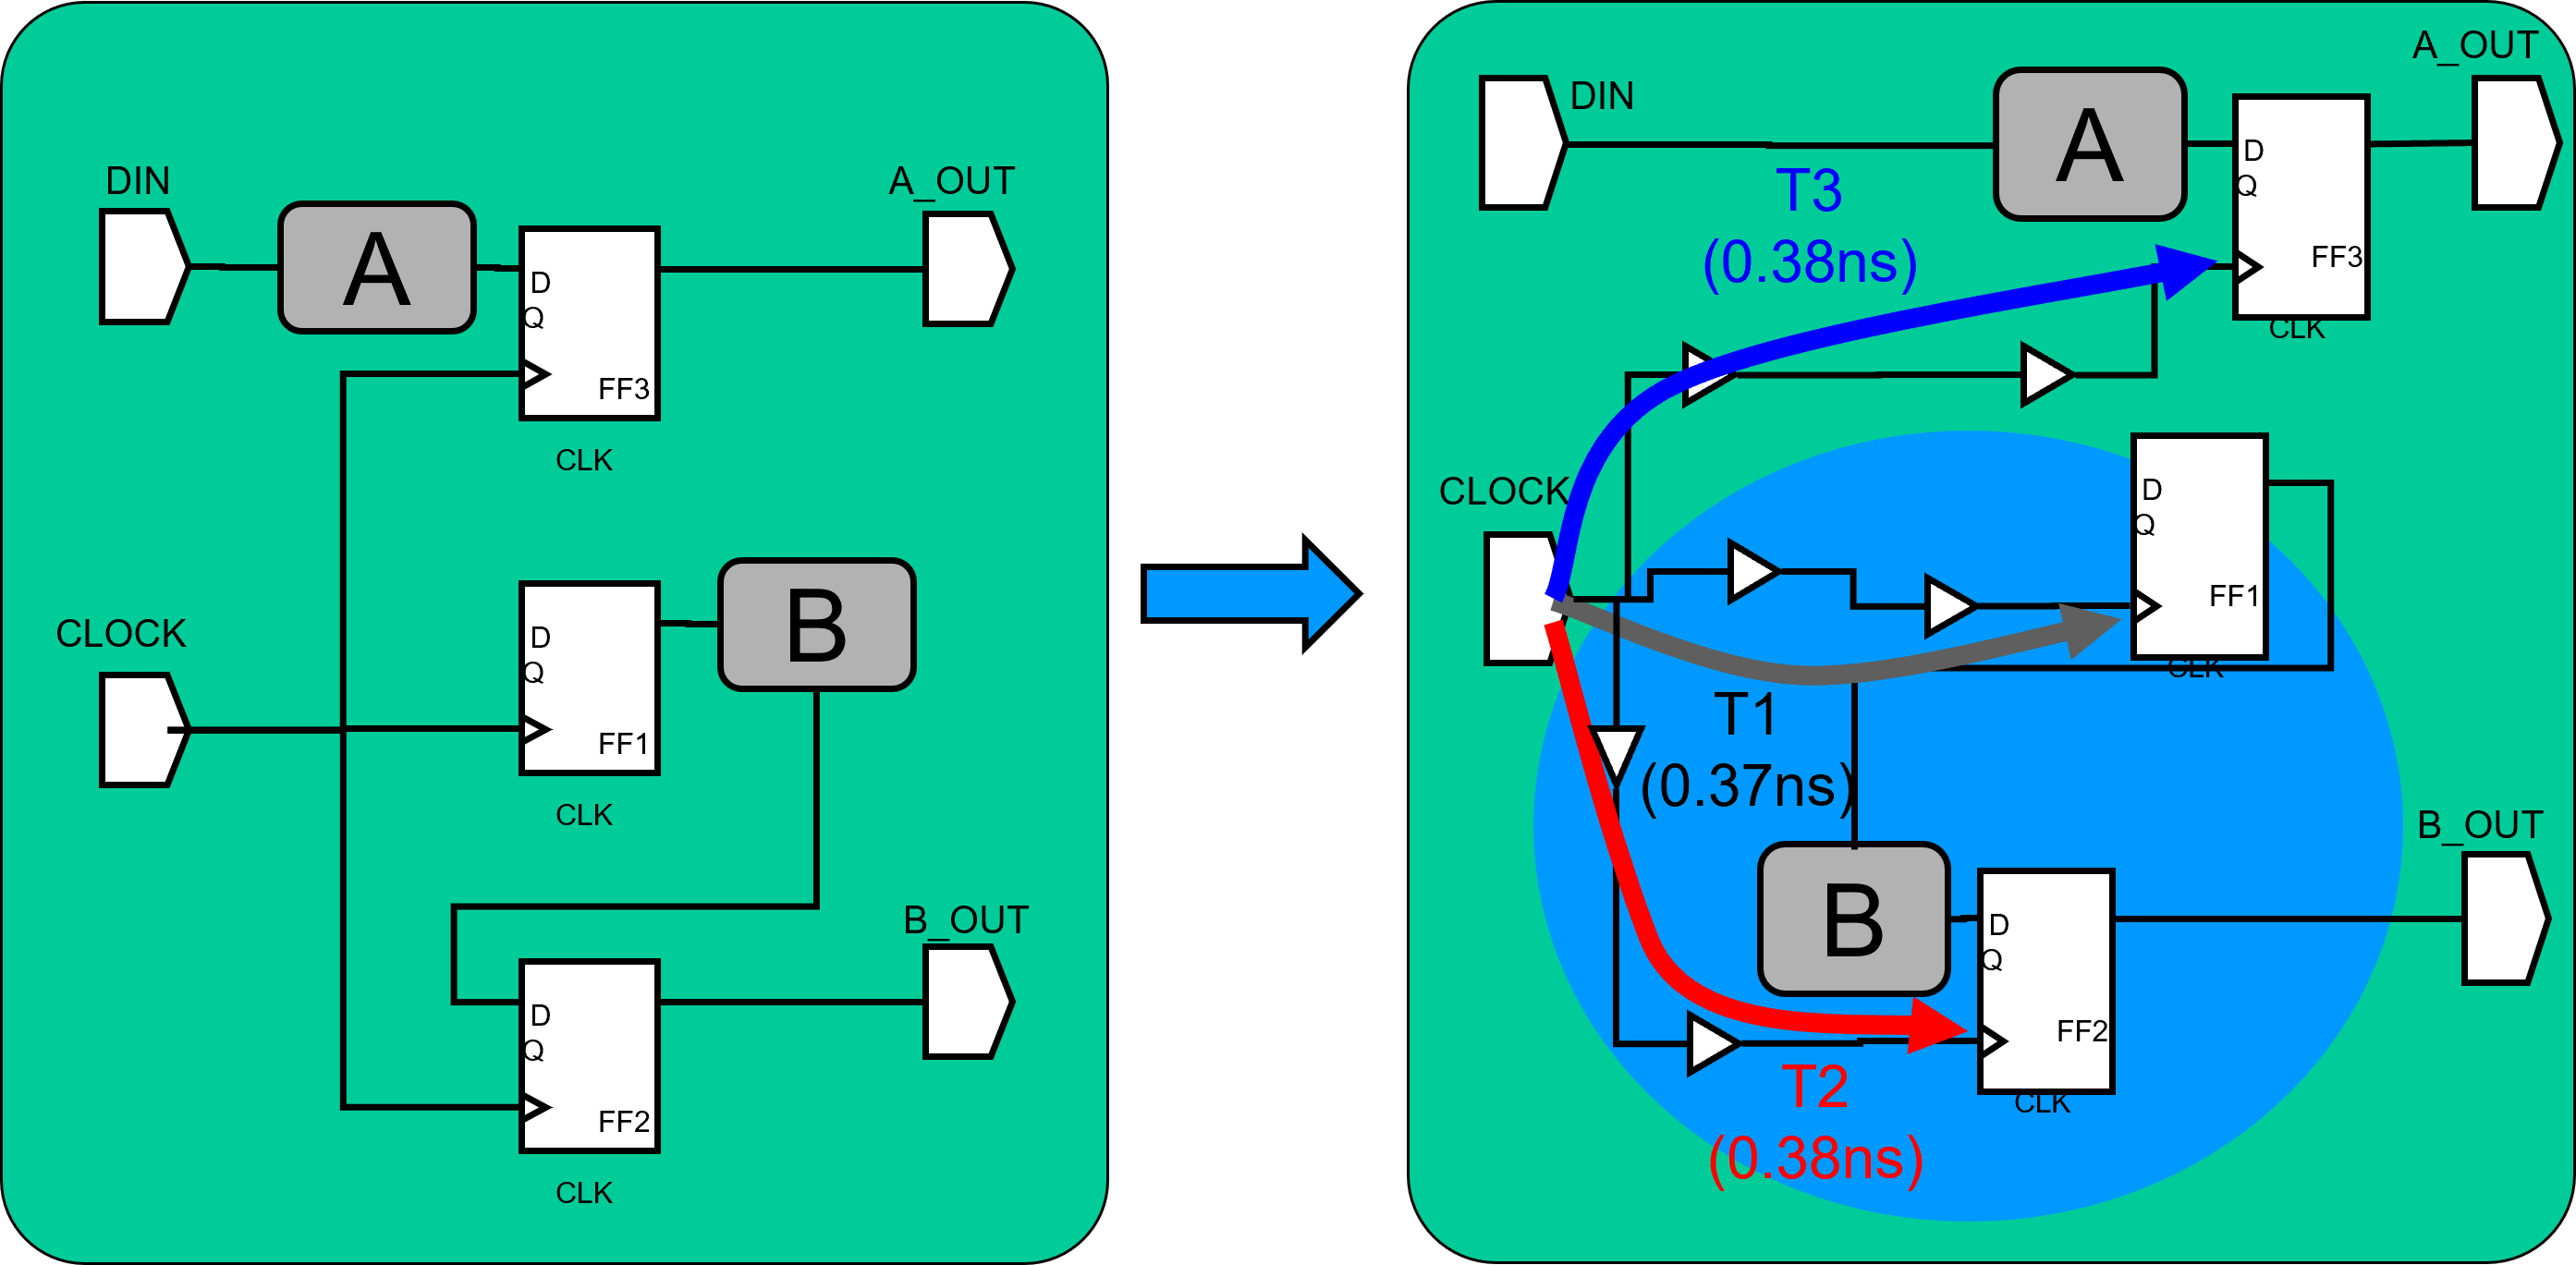 DIN
A_OUT
A
D
Q
FF3
CLK
CLOCK
D
Q
FF1
CLK
B
B_OUT
D
Q
FF2
CLK
A_OUT
DIN
A
D
Q
FF3
CLK
T3
(0.38ns)
CLOCK
D
Q
FF1
CLK
T1
(0.37ns)
B_OUT
B
D
Q
FF2
CLK
T2
(0.38ns)